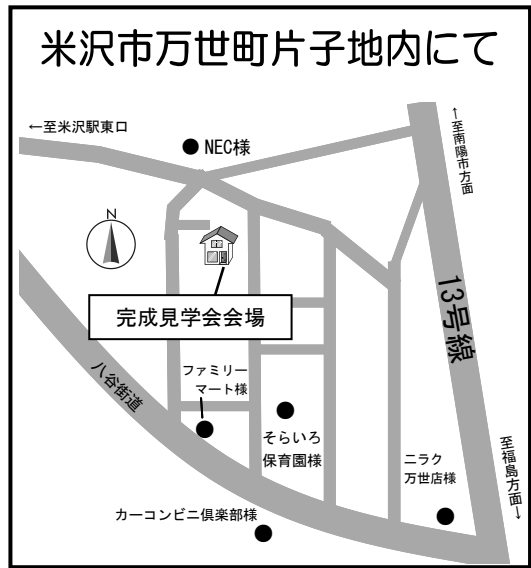 米沢市万世町片子地内にて
←至米沢駅東口
NEC様
←至南陽市方面
N
13号線
完成見学会会場
八谷街道
ファミリー
マート様
そらいろ
保育園様
ニラク
万世店様
至福島方面→
カーコンビニ倶楽部様